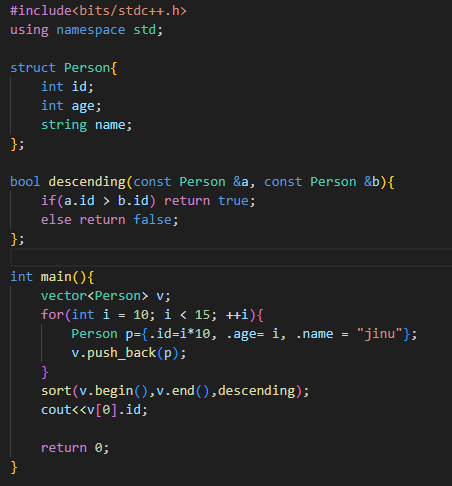 #include<bits/stdc++.h>
using namespace std;
struct Person{
    int id;
    int age;
    string name;
};
bool descending(const Person &a, const Person &b){
    if(a.id > b.id) return true;
    else return false;
};
int main(){
    vector<Person> v;
    for(int i = 10; i < 15; ++i){
        Person p={.id=i*10, .age= i, .name = "jinu"};
        v.push_back(p);
    }
    sort(v.begin(),v.end(),descending);
    cout<<v[0].id;
    return 0;
}